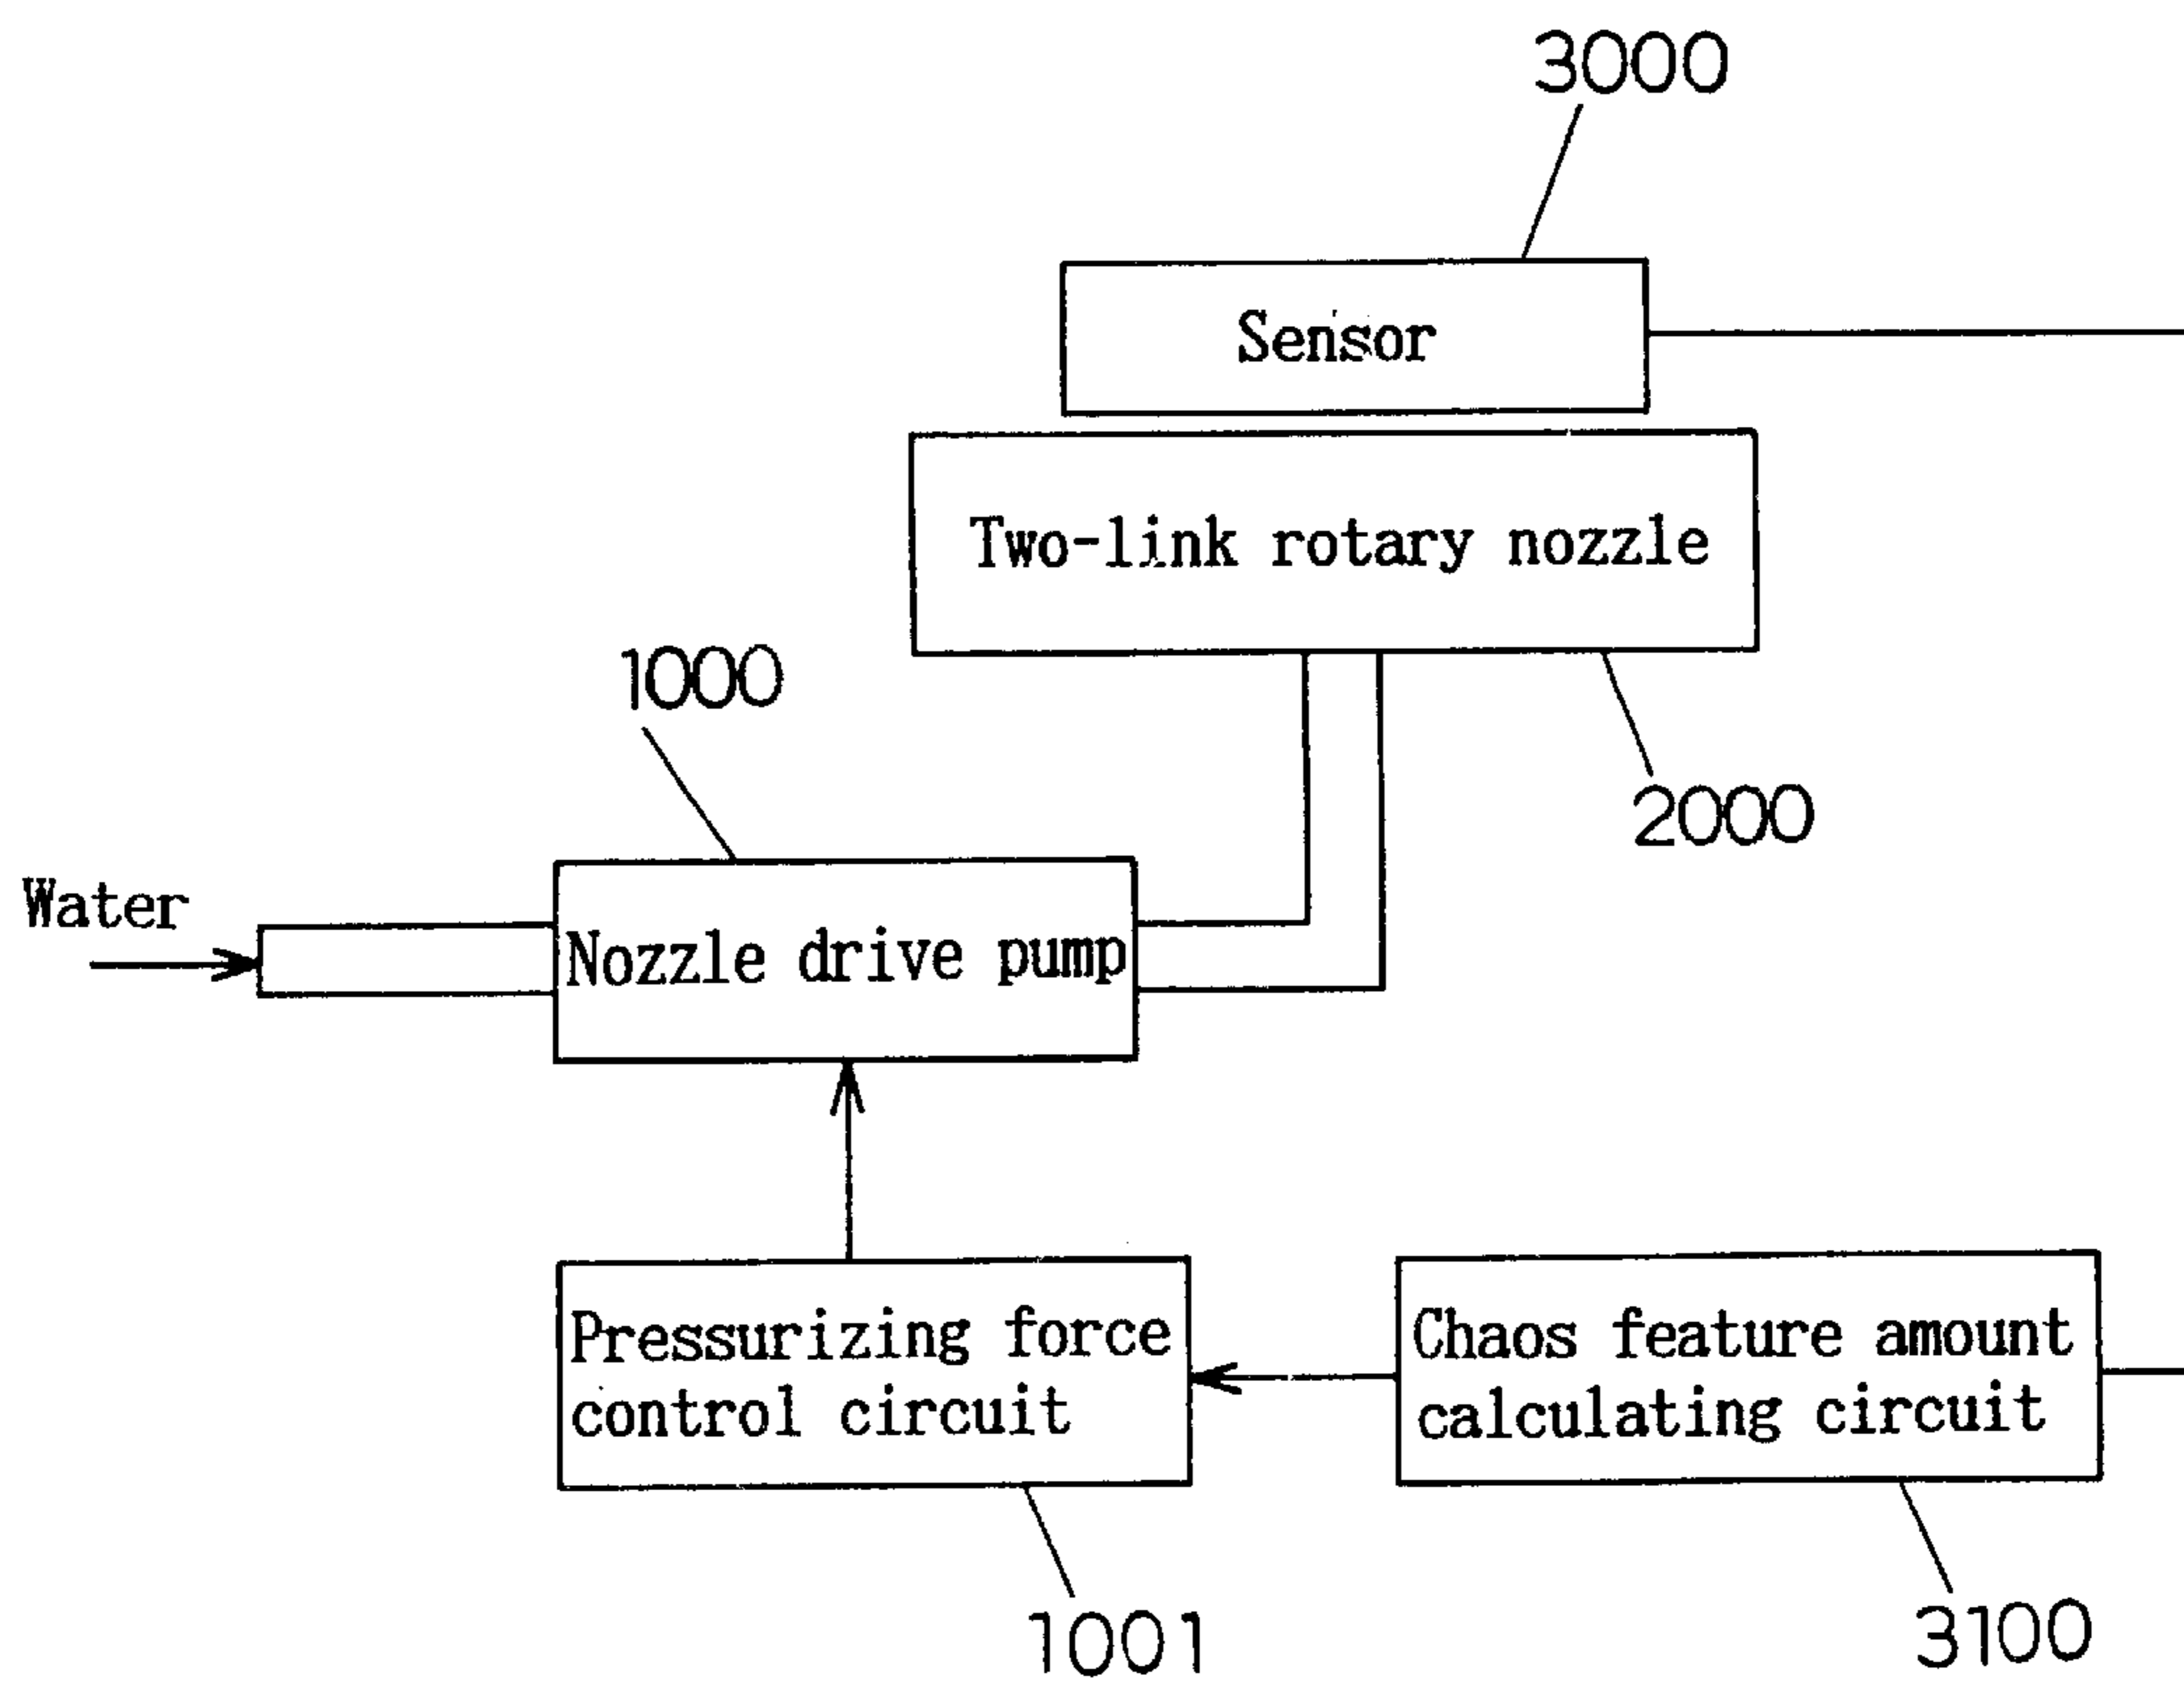 3000
Sensor
Two-link rotary nozzle
1000
2000
Water
Nozzle drive pump
Pressurizing force
control circuit
Chaos feature amount
calculating circuit
1001
3100